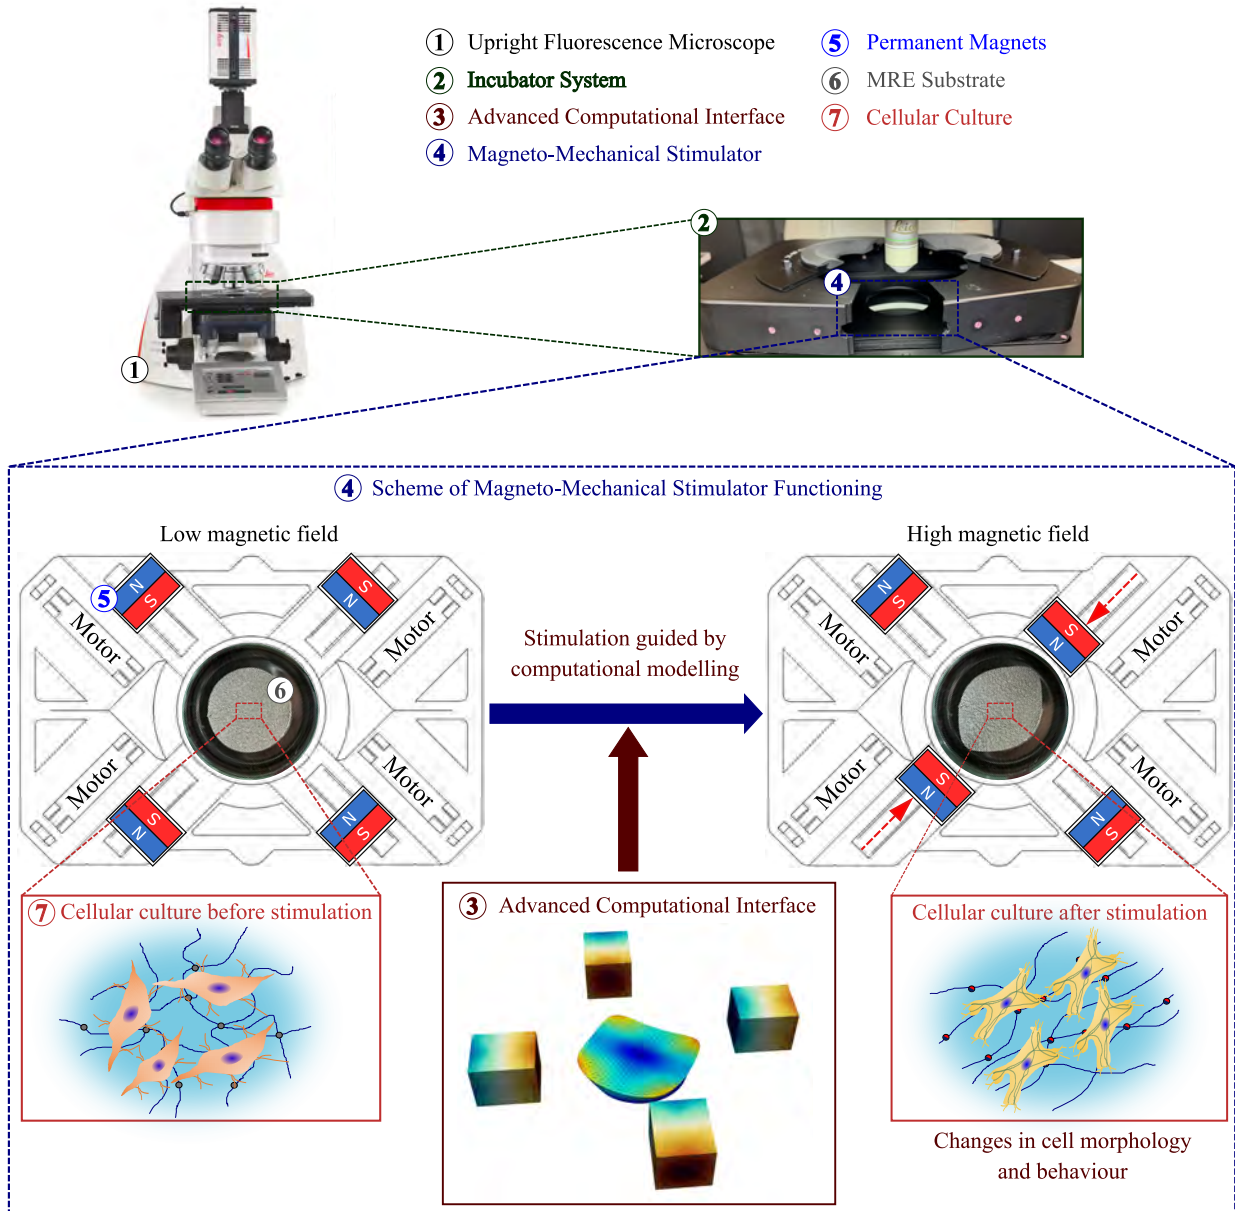 ① Upright Fluorescence Microscope
② Incubator System
③ Advanced Computational Interface
④ Magneto-Mechanical Stimulator
⑤ Permanent Magnets
⑥ MRE Substrate
⑦ Cellular Culture
①
②
④
④ Scheme of Magneto-Mechanical Stimulator Functioning
Low magnetic field
N
S
S
N
⑤
Motor
Motor
⑥
Motor
Motor
S
N
N
S
Stimulation guided by
computational modelling
High magnetic field
N
S
S
N
Motor
Motor
Motor
Motor
S
N
N
S
⑦ Cellular culture before stimulation
③ Advanced Computational Interface
Cellular culture after stimulation
Changes in cell morphology
and behaviour